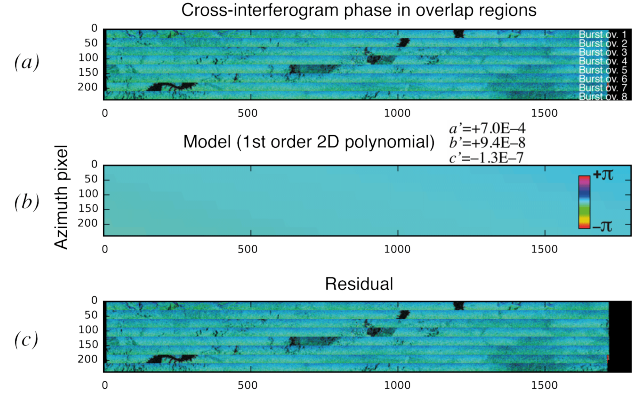 Cross-interferogram phase in overlap regions
(a)
0
50
100
150
200
Burst ov. 1
Burst ov. 2
Burst ov. 3
Burst ov. 4
Burst ov. 5
Burst ov. 6
Burst ov. 7
Burst ov. 8
0
500
1000
1500
Model (1st order 2D polynomial)
a'=+7.0E–4
b'=+9.4E–8
c'=–1.3E–7
Azimuth pixel
(b)
0
50
100
150
200
+π
–π
0
500
1000
1500
Residual
(c)
0
50
100
150
200
0
500
1000
1500